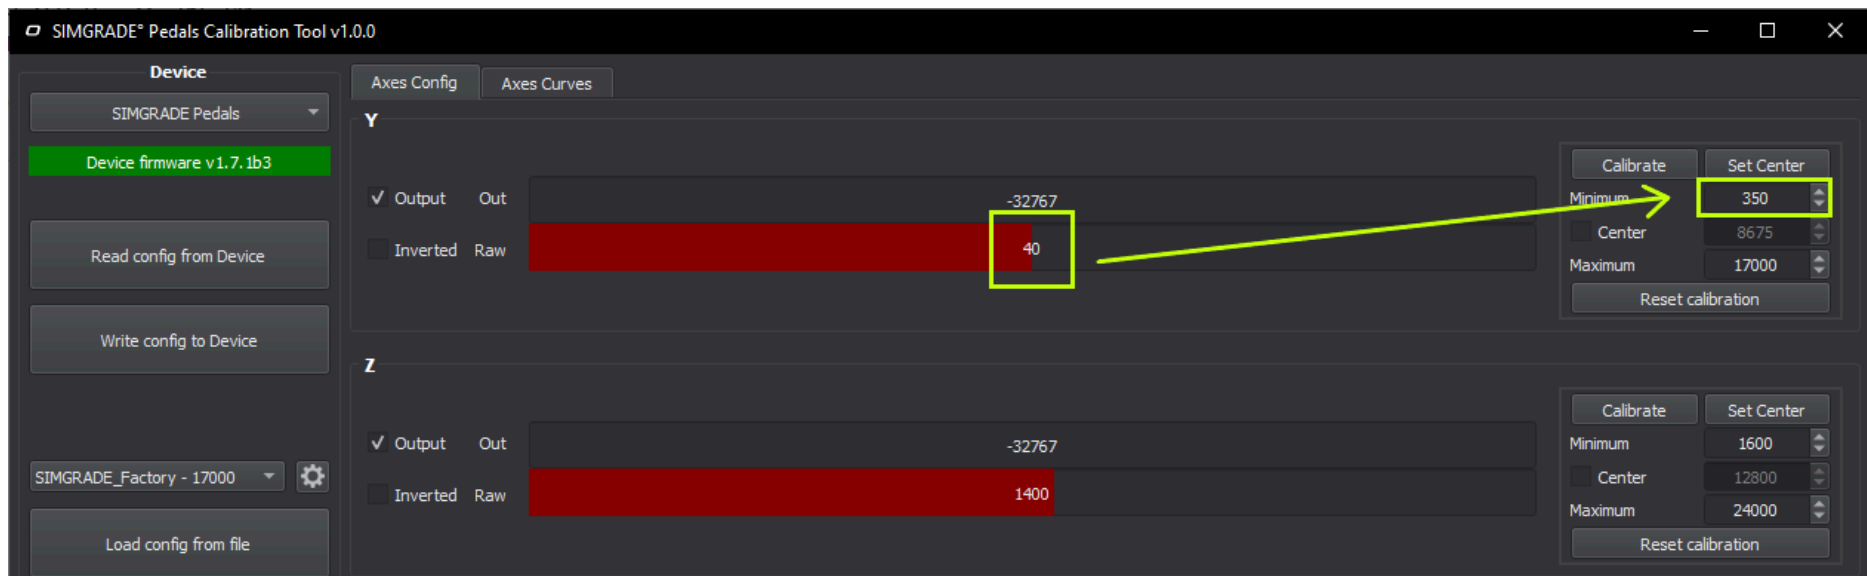 SIMGRADE° Pedals Calibration Tool v1.0.0
Device
SIMGRADE Pedals
Device firmware v1.7.1b3
Read config from Device
Write config to Device
SIMGRADE_Factory - 17000
Load config from file
Axes Config
Axes Curves
Y
Output Out -32767
Inverted Raw 40
Calibrate Set Center
Minimum 350
Center 8675
Maximum 17000
Reset calibration
Z
Output Out -32767
Inverted Raw 1400
Calibrate Set Center
Minimum 1600
Center 12800
Maximum 24000
Reset calibration